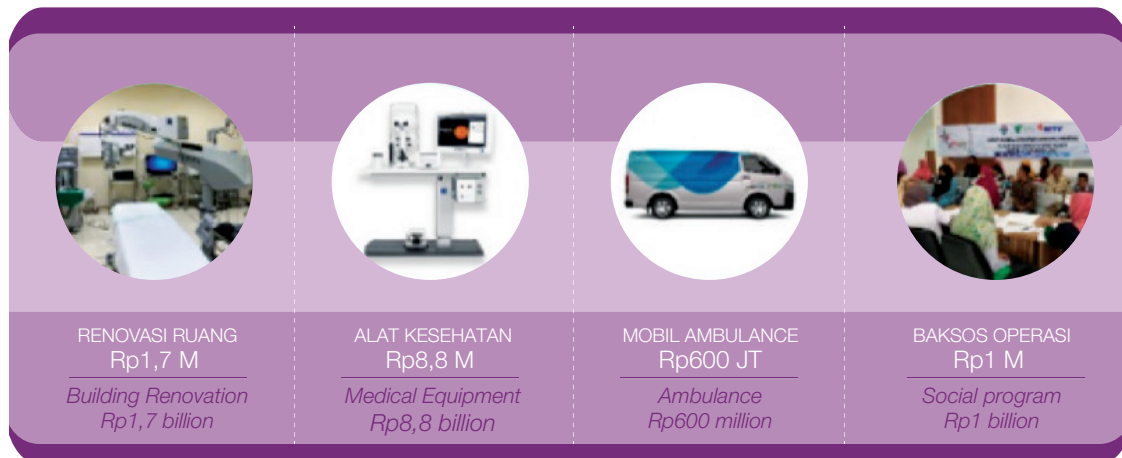 RENOVASI RUANG
Rp1,7 M
Building Renovation
Rp1,7 billion
ALAT KESEHATAN
Rp8,8 M
Medical Equipment
Rp8,8 billion
MOBIL AMBULANCE
Rp600 JT
Ambulance
Rp600 million
BAKSOS OPERASI
Rp1 M
Social program
Rp1 billion